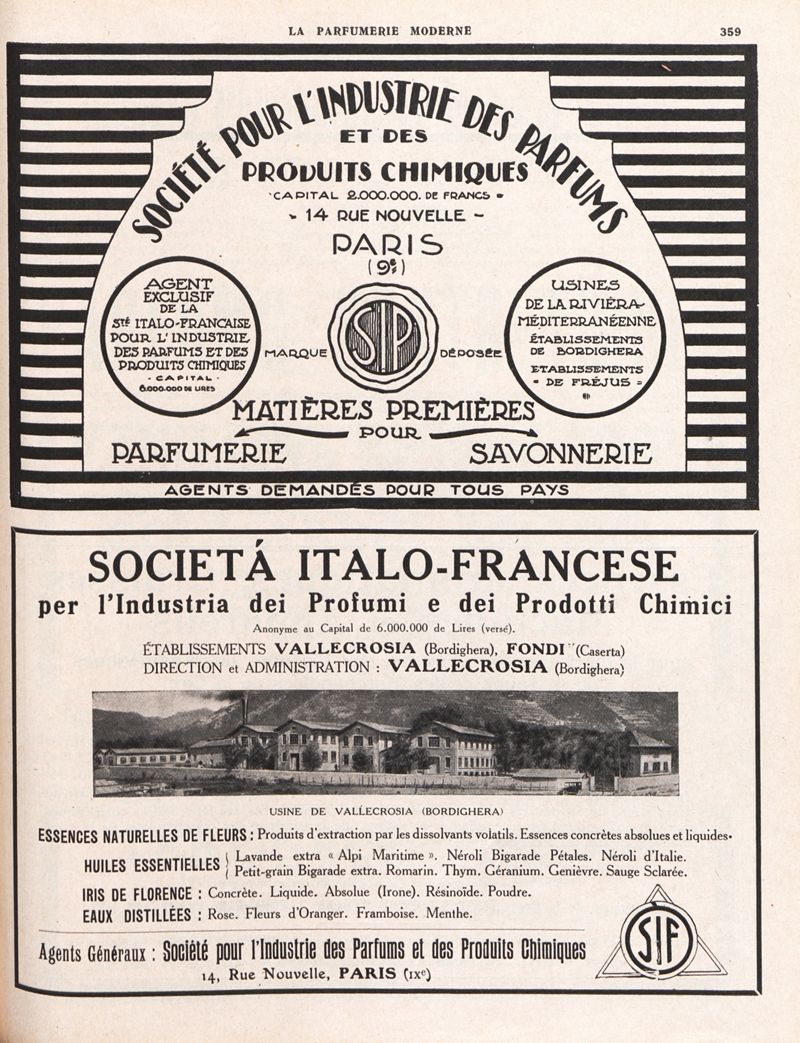 LA PARFUMERIE MODERNE
359
SOCIÉTÉ POUR L'INDUSTRIE DES PARFUMS
ET DES
PRODUITS CHIMIQUES
CAPITAL 2.000.000. DE FRANCS
14 RUE NOUVELLE
PARIS
(9e)
AGENT
EXCLUSIF
DE LA
Sté ITALO-FRANCAISE
POUR L'INDUSTRIE
DES PARFUMS ET DES
PRODUITS CHIMIQUES
- CAPITAL -
6.000.000 DE LIRES
MARQUE
SIP
DÉPOSÉE
USINES
DE LA RIVIÈRA
MÉDITERRANÉENNE
ÉTABLISSEMENTS
DE BORDIGHERA
ETABLISSEMENTS
DE FRÉJUS
MATIÈRES PREMIÈRES
POUR
PARFUMERIE
SAVONNERIE
AGENTS DEMANDÉS POUR TOUS PAYS
SOCIETÁ ITALO-FRANCESE
per l'Industria dei Profumi e dei Prodotti Chimici
Anonyme au Capital de 6.000.000 de Lires (versé).
ÉTABLISSEMENTS VALLECROSIA (Bordighera), FONDI (Caserta)
DIRECTION et ADMINISTRATION : VALLECROSIA (Bordighera)
USINE DE VALLECROSIA (BORDIGHERA)
ESSENCES NATURELLES DE FLEURS : Produits d'extraction par les dissolvants volatils. Essences concrètes absolues et liquides.
HUILES ESSENTIELLES
Lavande extra « Alpi Maritime ». Néroli Bigarade Pétales. Néroli d'Italie.
Petit-grain Bigarade extra. Romarin. Thym. Géranium. Genièvre. Sauge Sclarée.
IRIS DE FLORENCE : Concrète. Liquide. Absolue (Irone). Résinoïde. Poudre.
EAUX DISTILLÉES : Rose. Fleurs d'Oranger. Framboise. Menthe.
Agents Généraux : Société pour l'Industrie des Parfums et des Produits Chimiques
14, Rue Nouvelle, PARIS (IXe)
SIF